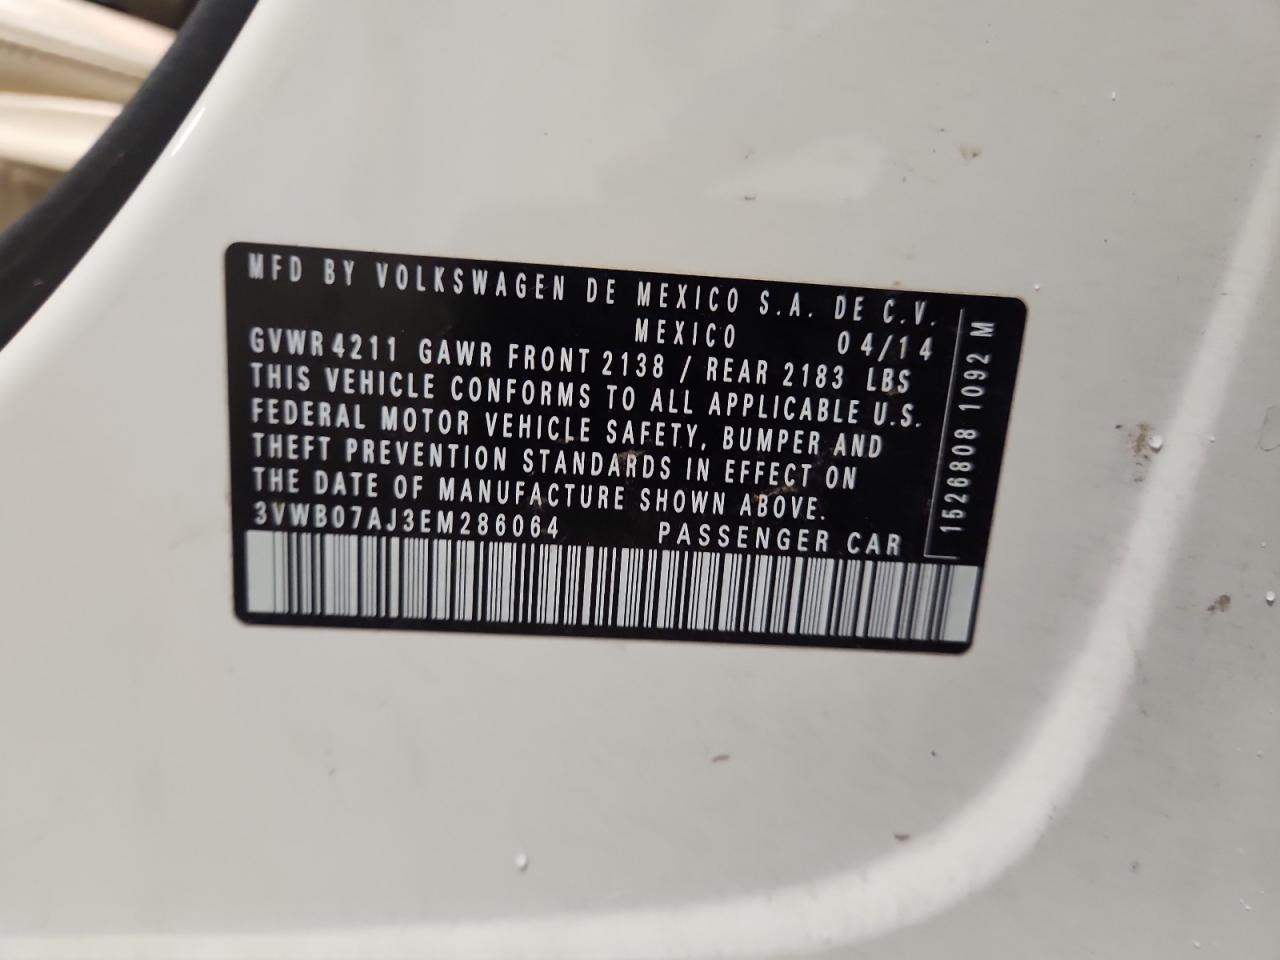 MFD BY VOLKSWAGEN DE MEXICO S.A. DE C.V.
MEXICO 04/14
GVWR 4211 GAWR FRONT 2138 / REAR 2183 LBS
THIS VEHICLE CONFORMS TO ALL APPLICABLE U.S.
FEDERAL MOTOR VEHICLE SAFETY, BUMPER AND
THEFT PREVENTION STANDARDS IN EFFECT ON
THE DATE OF MANUFACTURE SHOWN ABOVE.
3VWB07AJ3EM286064 PASSENGER CAR
1526808 1092 M